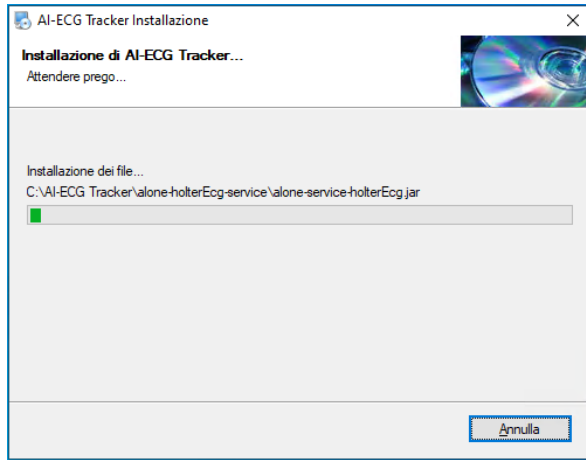 AI-ECG Tracker Installazione
Installazione di AI-ECG Tracker...
Attendere prego...
Installazione dei file...
C:\AI-ECG Tracker\alone-holterEcg-service\alone-service-holterEcg.jar
Annulla